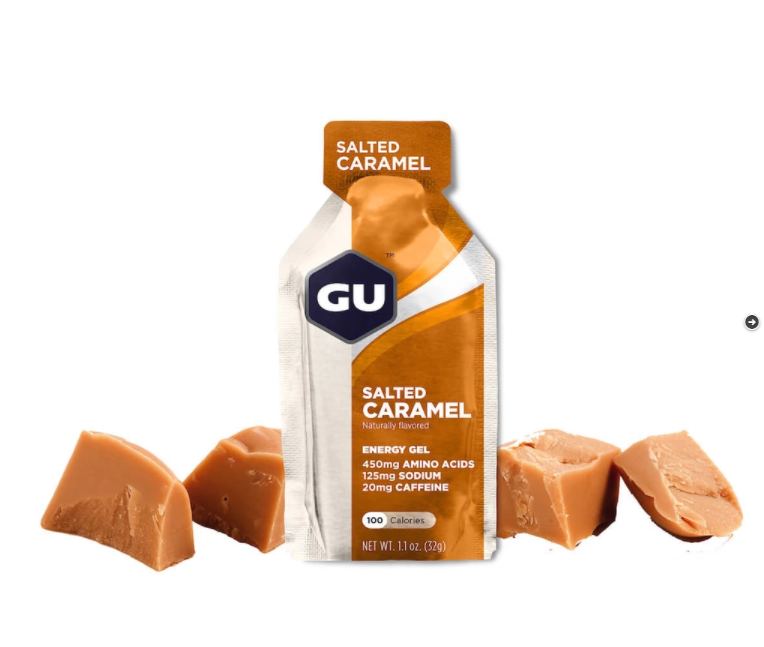 SALTED
CARAMEL
™
GU
SALTED
CARAMEL
Naturally flavored
ENERGY GEL
450mg AMINO ACIDS
125mg SODIUM
20mg CAFFEINE
100 Calories
NET WT. 1.1 oz. (32g)